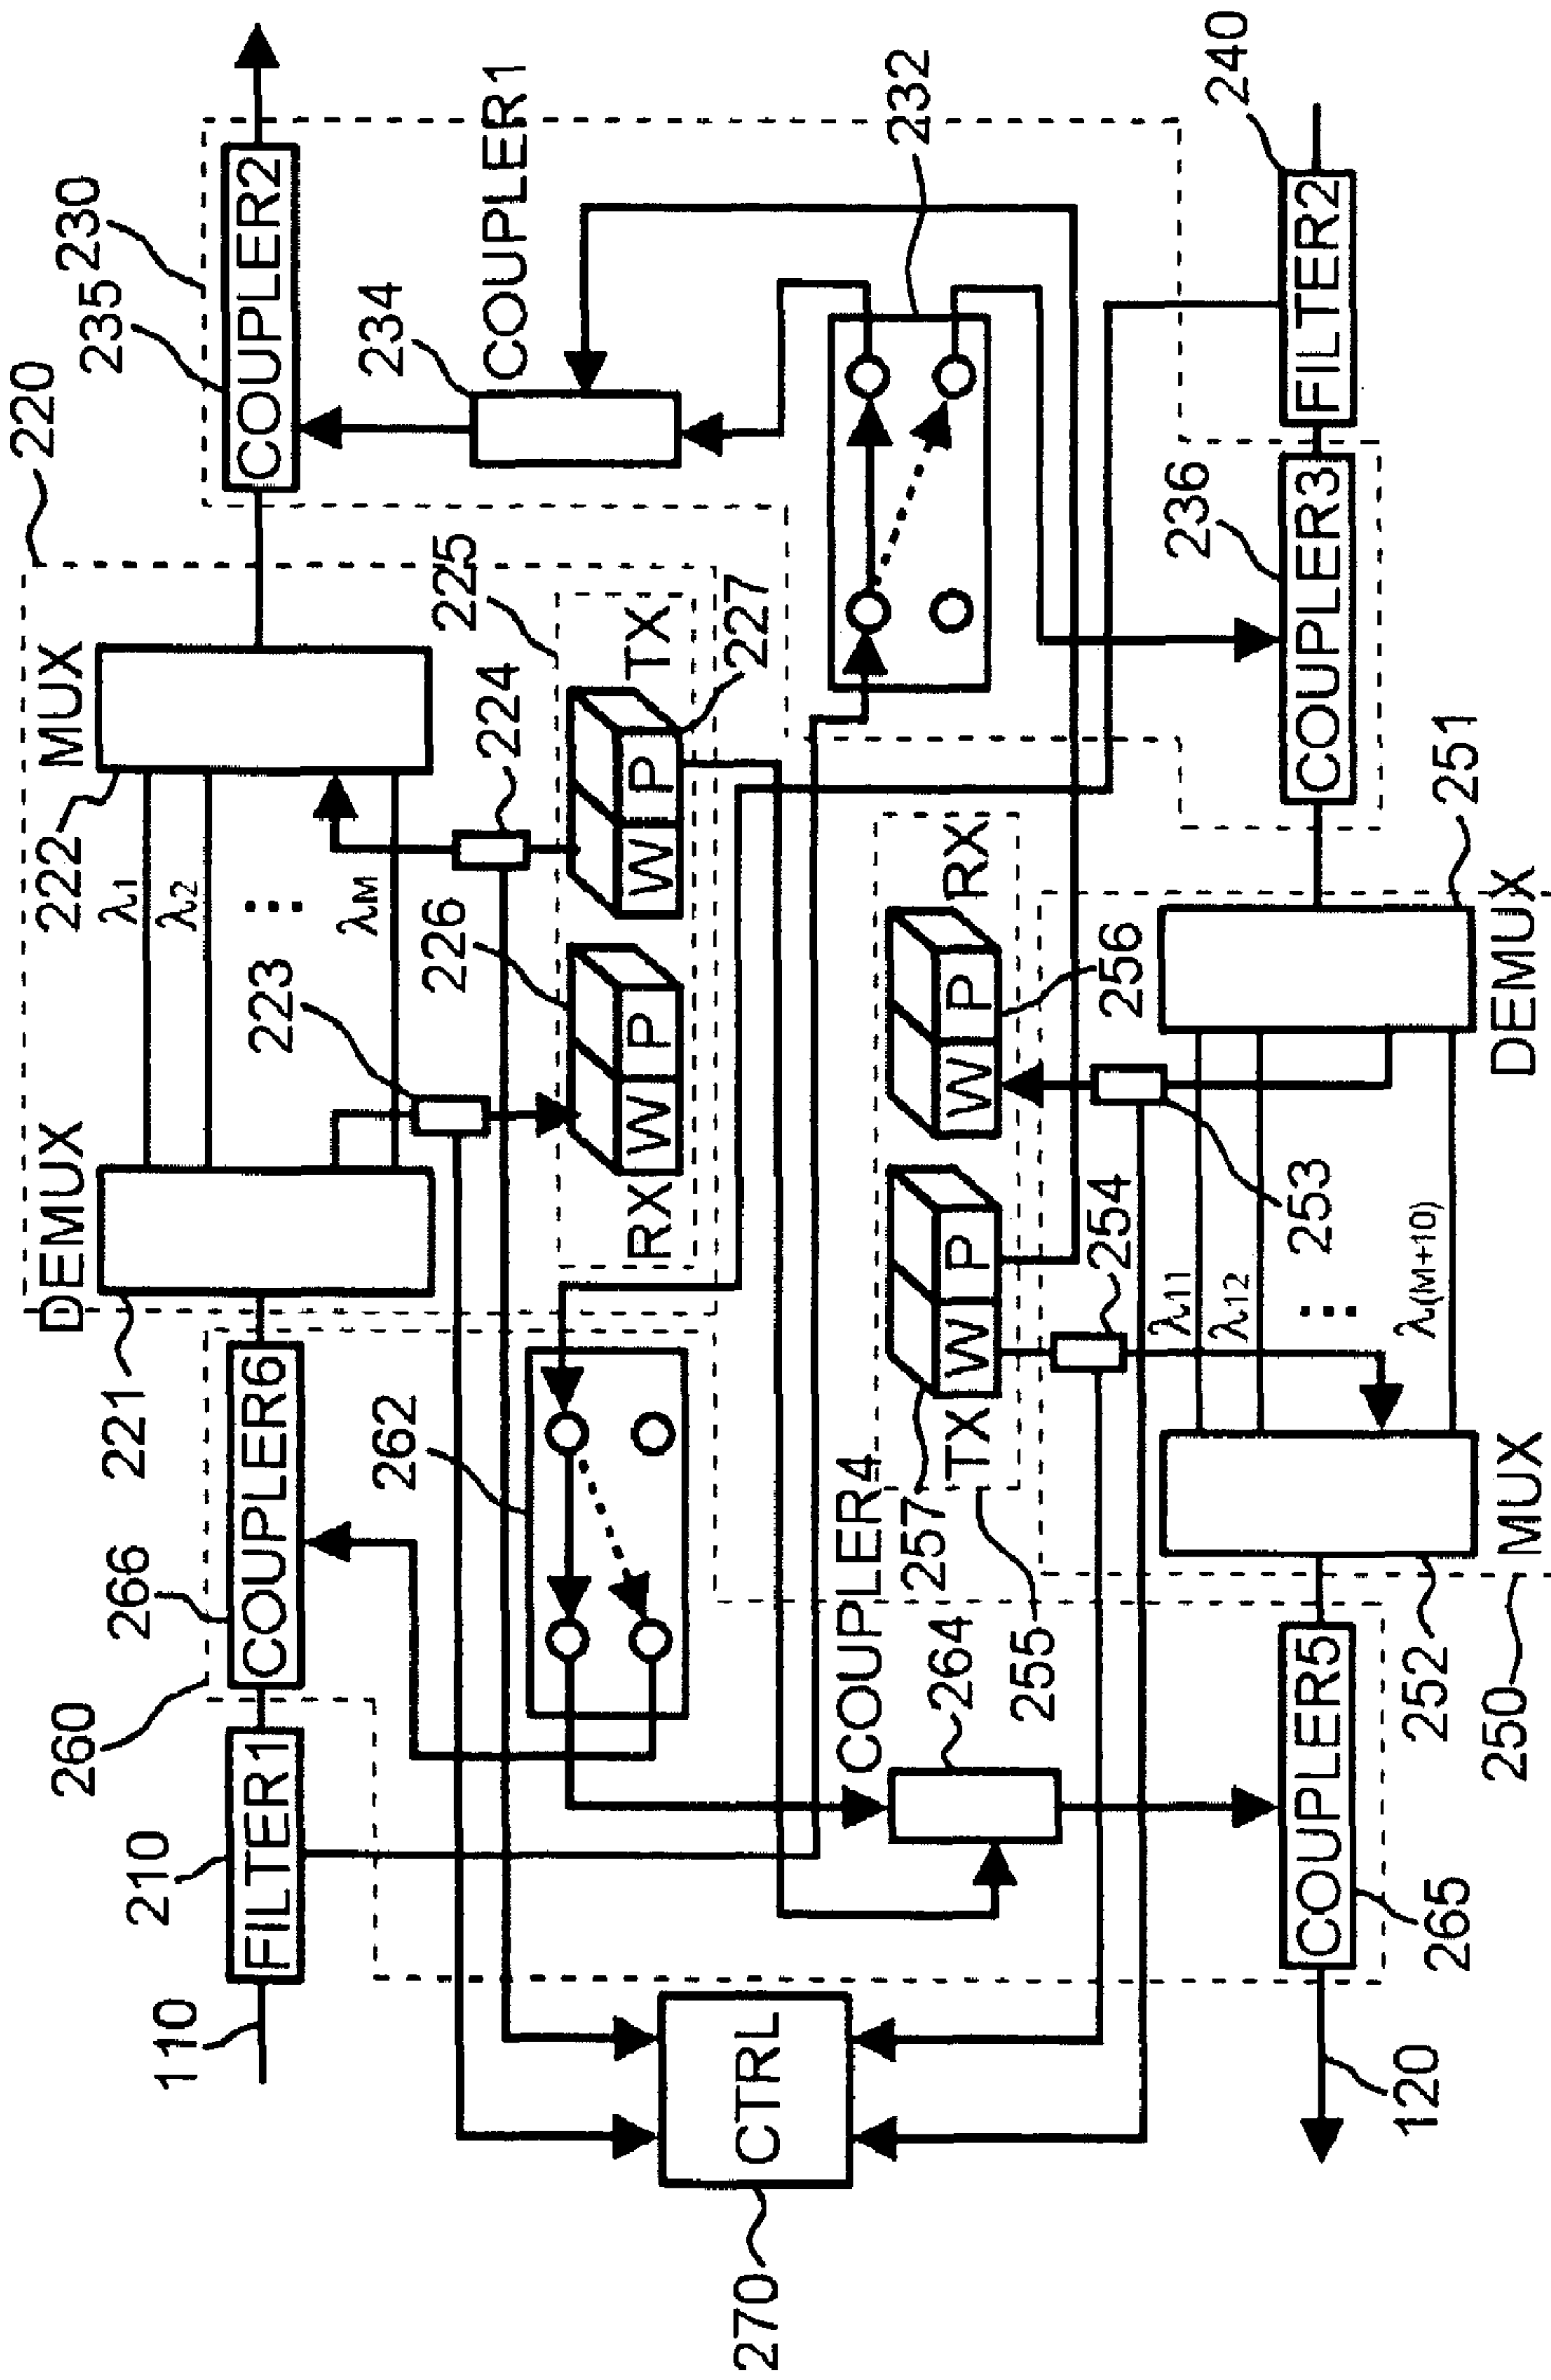 220
230
235
COUPLER2
DEMUX
MUX
222
λ1
λ2
⋮
λM
221
260
266
COUPLER6
210
FILTER1
110
234
COUPLER1
223
224
225
226
W P
RX
W P
TX
227
262
232
270
CTRL
COUPLER4
264
257
W P
TX
W P
RX
256
255
254
253
λ11
λ12
⋮
λ(M+10)
236
COUPLER3
240
FILTER2
251
DEMUX
MUX
252
250
COUPLER5
265
120